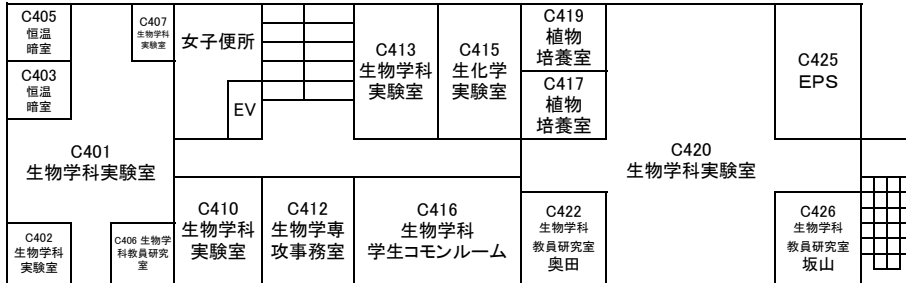 C405
恒温
暗室
C407
生物学科
実験室
女子便所
C413
生物学科
実験室
C415
生化学
実験室
C419
植物
培養室
C425
EPS
C403
恒温
暗室
EV
C417
植物
培養室
C401
生物学科実験室
C420
生物学科実験室
C402
生物学科
実験室
C406 生物学
科教員研究
室
C410
生物学科
実験室
C412
生物学専
攻事務室
C416
生物学科
学生コモンルーム
C422
生物学科
教員研究室
奥田
C426
生物学科
教員研究室
坂山